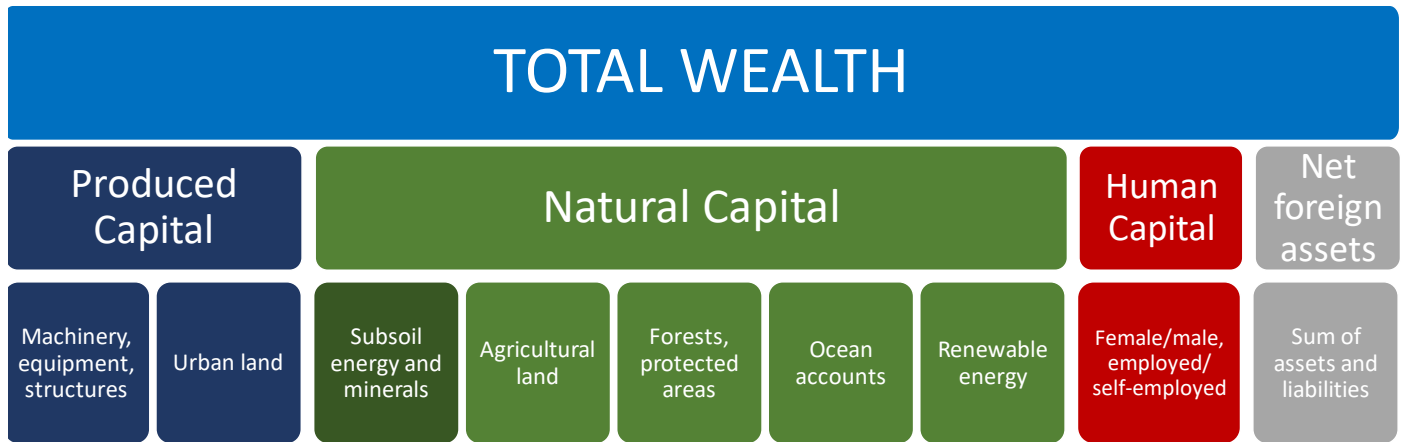 TOTAL WEALTH
Produced
Capital
Natural Capital
Human
Capital
Net
foreign
assets
Machinery,
equipment,
structures
Urban land
Subsoil
energy and
minerals
Agricultural
land
Forests,
protected
areas
Ocean
accounts
Renewable
energy
Female/male,
employed/
self-employed
Sum of
assets and
liabilities